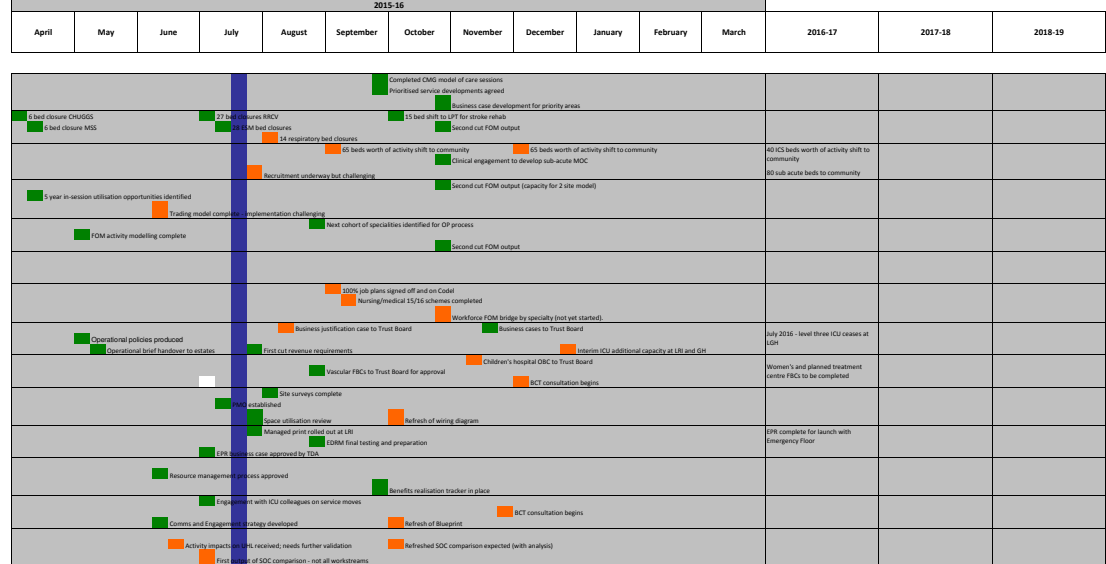 2015-16
April May June July August September October November December January February March 2016-17 2017-18 2018-19
Completed CMG model of care sessions
Prioritised service developments agreed
Business case development for priority areas
6 bed closure CHUGGS 27 bed closures RRCV 15 bed shift to LPT for stroke rehab
6 bed closure MSS 28 ESM bed closures Second cut FOM output
14 respiratory bed closures
65 beds worth of activity shift to community 65 beds worth of activity shift to community 40 ICS beds worth of activity shift to
community
Clinical engagement to develop sub-acute MOC
Recruitment underway but challenging 80 sub acute beds to community
Second cut FOM output (capacity for 2 site model)
5 year in-session utilisation opportunities identified
Trading model complete - implementation challenging
Next cohort of specialities identified for OP process
FOM activity modelling complete
Second cut FOM output
100% job plans signed off and on Codel
Nursing/medical 15/16 schemes completed
Workforce FOM bridge by specialty (not yet started).
Business justification case to Trust Board Business cases to Trust Board July 2016 - level three ICU ceases at
LGH
Operational policies produced
Operational brief handover to estates First cut revenue requirements Interim ICU additional capacity at LRI and GH
Children's hospital OBC to Trust Board
Vascular FBCs to Trust Board for approval Women's and planned treatment
centre FBCs to be completed
BCT consultation begins
Site surveys complete
PMO established
Space utilisation review Refresh of wiring diagram
Managed print rolled out at LRI EPR complete for launch with
Emergency Floor
EDRM final testing and preparation
EPR business case approved by TDA
Resource management process approved
Benefits realisation tracker in place
Engagement with ICU colleagues on service moves
BCT consultation begins
Comms and Engagement strategy developed Refresh of Blueprint
Activity impacts on UHL received; needs further validation Refreshed SOC comparison expected (with analysis)
First output of SOC comparison - not all workstreams